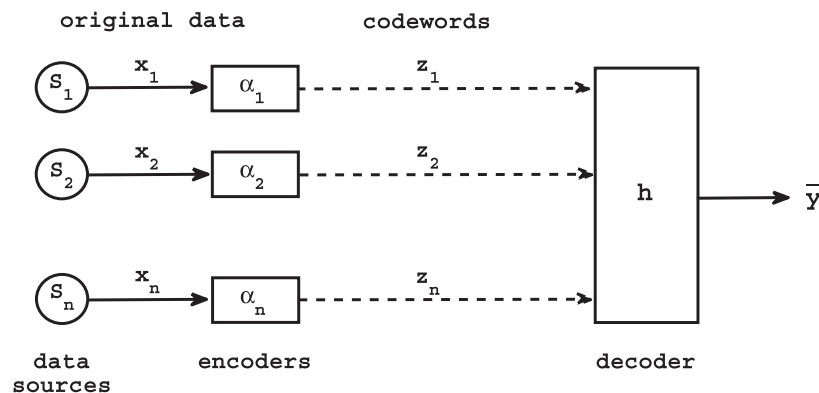 original data codewords
x1 z1
S1 α1
x2 z2
S2 α2
h ȳ
xn zn
Sn αn
data sources encoders decoder